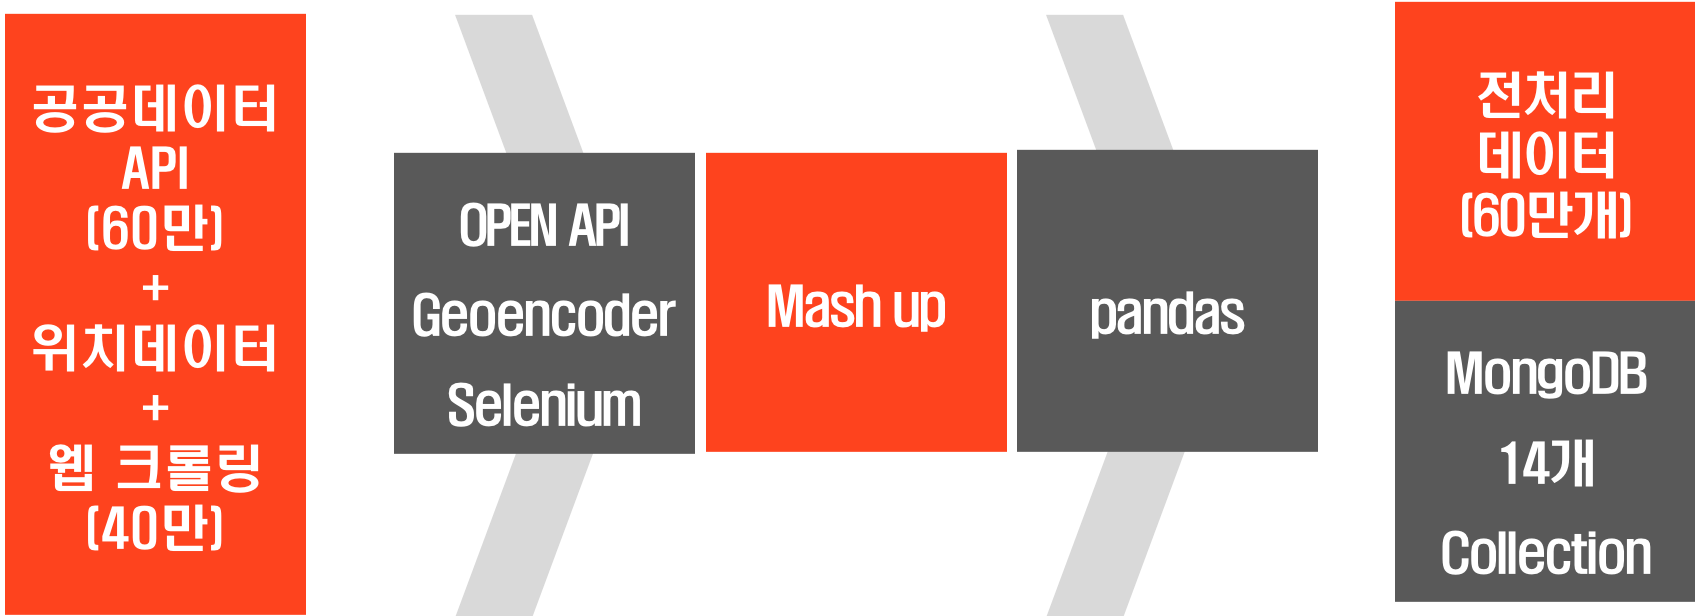 공공데이터
API
(60만)
+
위치데이터
+
웹 크롤링
(40만)
OPEN API
Geoencoder
Selenium
Mash up
pandas
전처리
데이터
(60만개)
MongoDB
14개
Collection